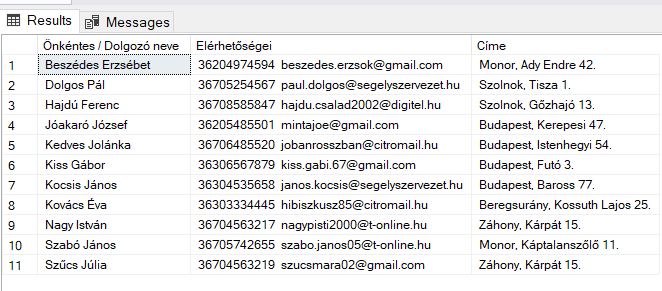 Results Messages
Önkéntes / Dolgozó neve Elérhetőségei Címe
1 Beszédes Erzsébet 36204974594 beszedes.erzsok@gmail.com Monor, Ady Endre 42.
2 Dolgos Pál 36705254567 paul.dolgos@segelyszervezet.hu Szolnok, Tisza 1.
3 Hajdú Ferenc 36708585847 hajdu.csalad2002@digitel.hu Szolnok, Gőzhajó 13.
4 Jóakaró József 36205485501 mintajoe@gmail.com Budapest, Kerepesi 47.
5 Kedves Jolánka 36706485520 jobanrosszban@citromail.hu Budapest, Istenhegyi 54.
6 Kiss Gábor 36306567879 kiss.gabi.67@gmail.com Budapest, Futó 3.
7 Kocsis János 36304535658 janos.kocsis@segelyszervezet.hu Budapest, Baross 77.
8 Kovács Éva 36303334445 hibiszkusz85@citromail.hu Beregsurány, Kossuth Lajos 25.
9 Nagy István 36704563217 nagypisti2000@t-online.hu Záhony, Kárpát 15.
10 Szabó János 36705742655 szabo.janos05@t-online.hu Monor, Káptalanszőlő 11.
11 Szűcs Júlia 36704563219 szucsmara02@gmail.com Záhony, Kárpát 15.